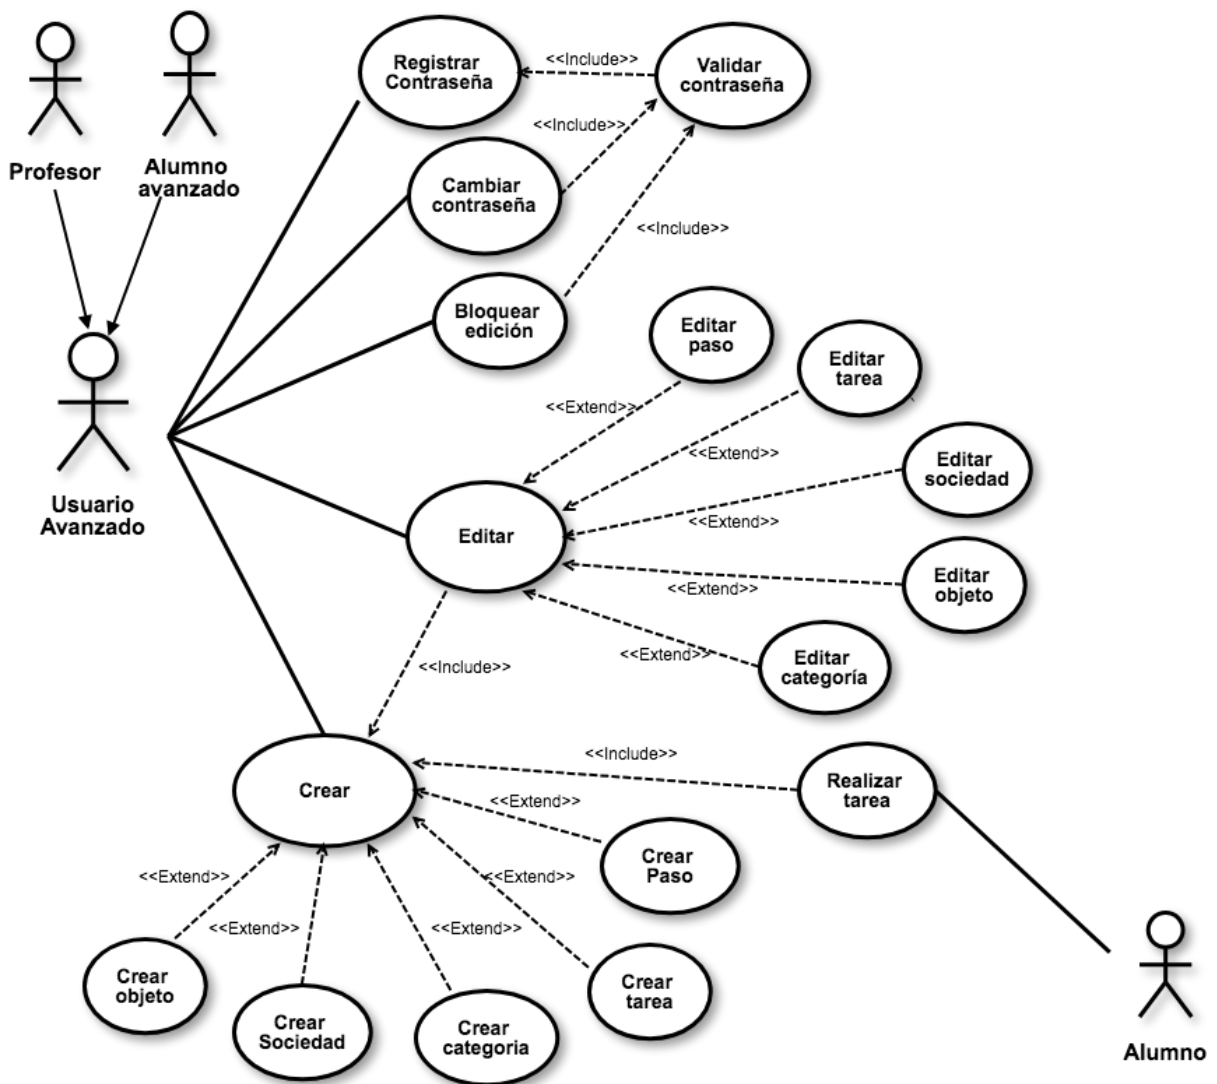 Registrar
Contraseña
<<Include>>
Validar
contraseña
<<Include>>
Profesor
Alumno
avanzado
Cambiar
contraseña
<<Include>>
Bloquear
edición
Editar
paso
Editar
tarea
<<Extend>>
<<Extend>>
Editar
sociedad
Usuario
Avanzado
<<Extend>>
Editar
Editar
objeto
<<Extend>>
<<Extend>>
Editar
categoría
<<Include>>
<<Include>>
Realizar
tarea
Crear
<<Extend>>
Crear
Paso
<<Extend>>
<<Extend>>
<<Extend>>
<<Extend>>
Crear
objeto
Crear
tarea
Crear
Sociedad
Crear
categoria
Alumno